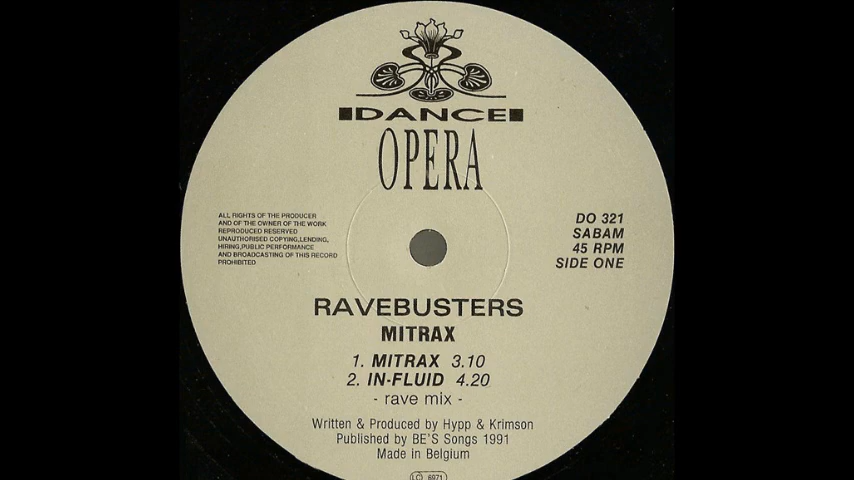 DANCE
OPERA
ALL RIGHTS OF THE PRODUCER
AND OF THE OWNER OF THE WORK
REPRODUCED RESERVED
UNAUTHORISED COPYING,LENDING,
HIRING,PUBLIC PERFORMANCE
AND BROADCASTING OF THIS RECORD
PROHIBITED
DO 321
SABAM
45 RPM
SIDE ONE
RAVEBUSTERS
MITRAX
1. MITRAX 3.10
2. IN-FLUID 4.20
- rave mix -
Written & Produced by Hypp & Krimson
Published by BE'S Songs 1991
Made in Belgium
LC 6971